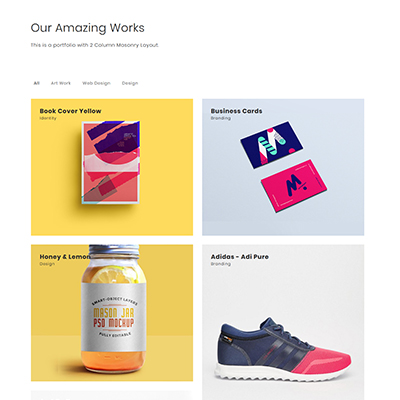 Our Amazing Works
This is a portfolio with 2 Column Masonry Layout.
All Art Work Web Design Design
Book Cover Yellow
Identity
Business Cards
Branding
M
M
Honey & Lemon
Design
SMART-OBJECT LAYERS
MASON JAR
PSD MOCKUP
FULLY EDITABLE
Adidas - Adi Pure
Branding